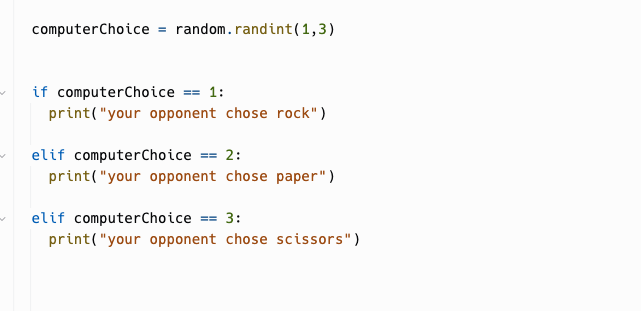 computerChoice = random.randint(1,3)
if computerChoice == 1:
print("your opponent chose rock")
elif computerChoice == 2:
print("your opponent chose paper")
elif computerChoice == 3:
print("your opponent chose scissors")